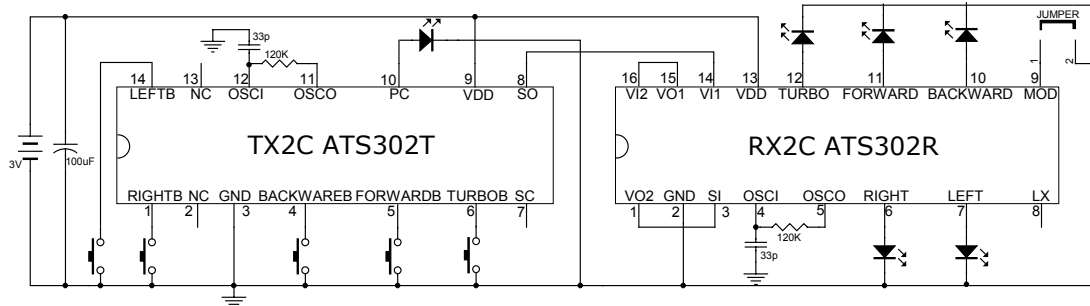 33p
JUMPER
120K
1
2
14 13 12 11 10 9 8
16 15 14 13 12 11 10 9
LEFTB NC OSCI OSCO PC VDD SO
VI2 VO1 VI1 VDD TURBO FORWARD BACKWARD MOD
3V
100uF
TX2C ATS302T
RX2C ATS302R
RIGHTB NC GND BACKWAREB FORWARDB TURBOB SC
VO2 GND SI OSCI OSCO RIGHT LEFT LX
1 2 3 4 5 6 7
1 2 3 4 5 6 7 8
120K
33p